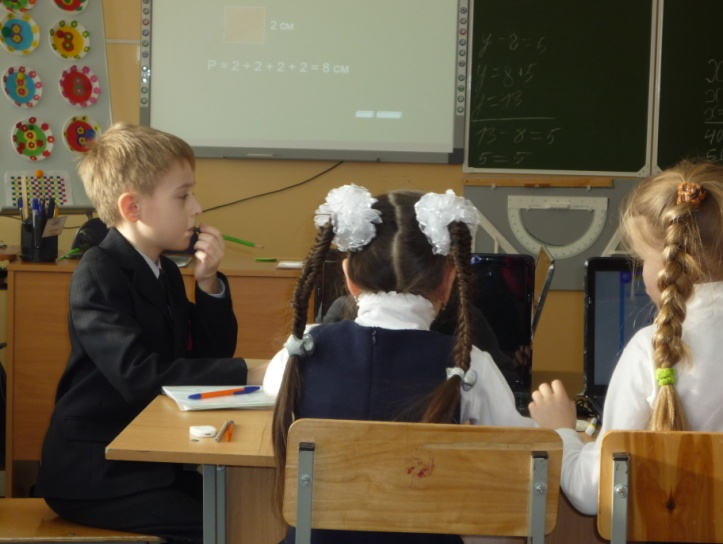 2 см
P = 2 + 2 + 2 + 2 = 8 см
y - 8 = 5
y = 8 + 5
y = 13
13 - 8 = 5
5 = 5